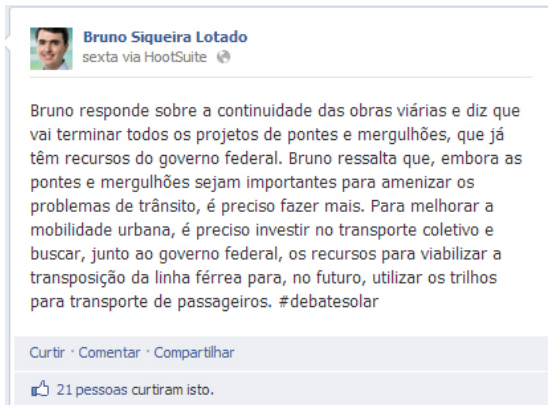 Bruno Siqueira Lotado
sexta via HootSuite
Bruno responde sobre a continuidade das obras viárias e diz que
vai terminar todos os projetos de pontes e mergulhões, que já
têm recursos do governo federal. Bruno ressalta que, embora as
pontes e mergulhões sejam importantes para amenizar os
problemas de trânsito, é preciso fazer mais. Para melhorar a
mobilidade urbana, é preciso investir no transporte coletivo e
buscar, junto ao governo federal, os recursos para viabilizar a
transposição da linha férrea para, no futuro, utilizar os trilhos
para transporte de passageiros. #debatesolar
Curtir · Comentar · Compartilhar
21 pessoas curtiram isto.